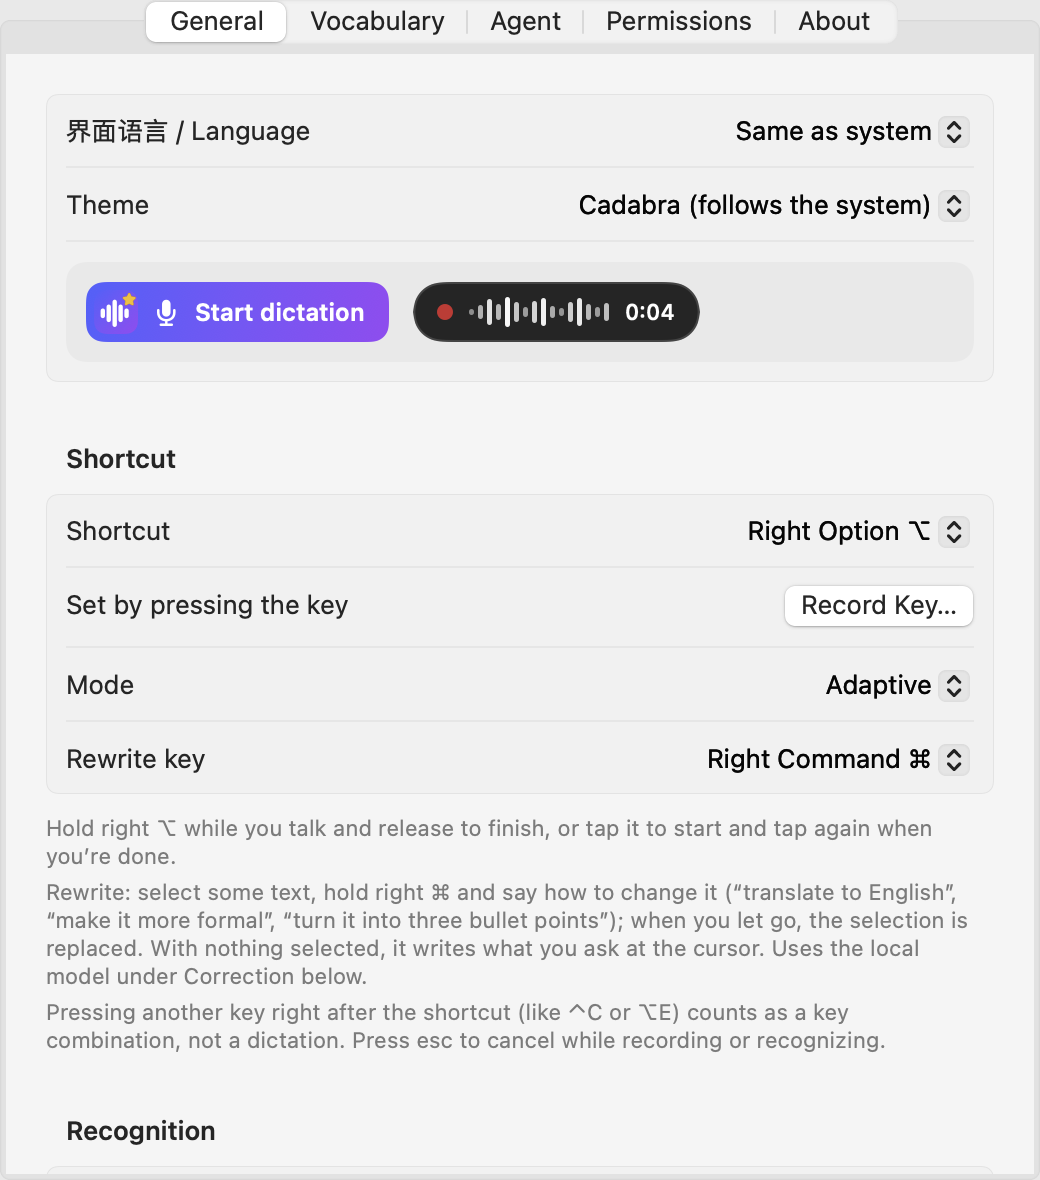 General
Vocabulary
Agent
Permissions
About
界面语言 / Language
Same as system
Theme
Cadabra (follows the system)
Start dictation
0:04
Shortcut
Shortcut
Right Option ⌥
Set by pressing the key
Record Key...
Mode
Adaptive
Rewrite key
Right Command ⌘
Hold right ⌥ while you talk and release to finish, or tap it to start and tap again when
you’re done.
Rewrite: select some text, hold right ⌘ and say how to change it (“translate to English”,
“make it more formal”, “turn it into three bullet points”); when you let go, the selection is
replaced. With nothing selected, it writes what you ask at the cursor. Uses the local
model under Correction below.
Pressing another key right after the shortcut (like ^C or ⌥E) counts as a key
combination, not a dictation. Press esc to cancel while recording or recognizing.
Recognition